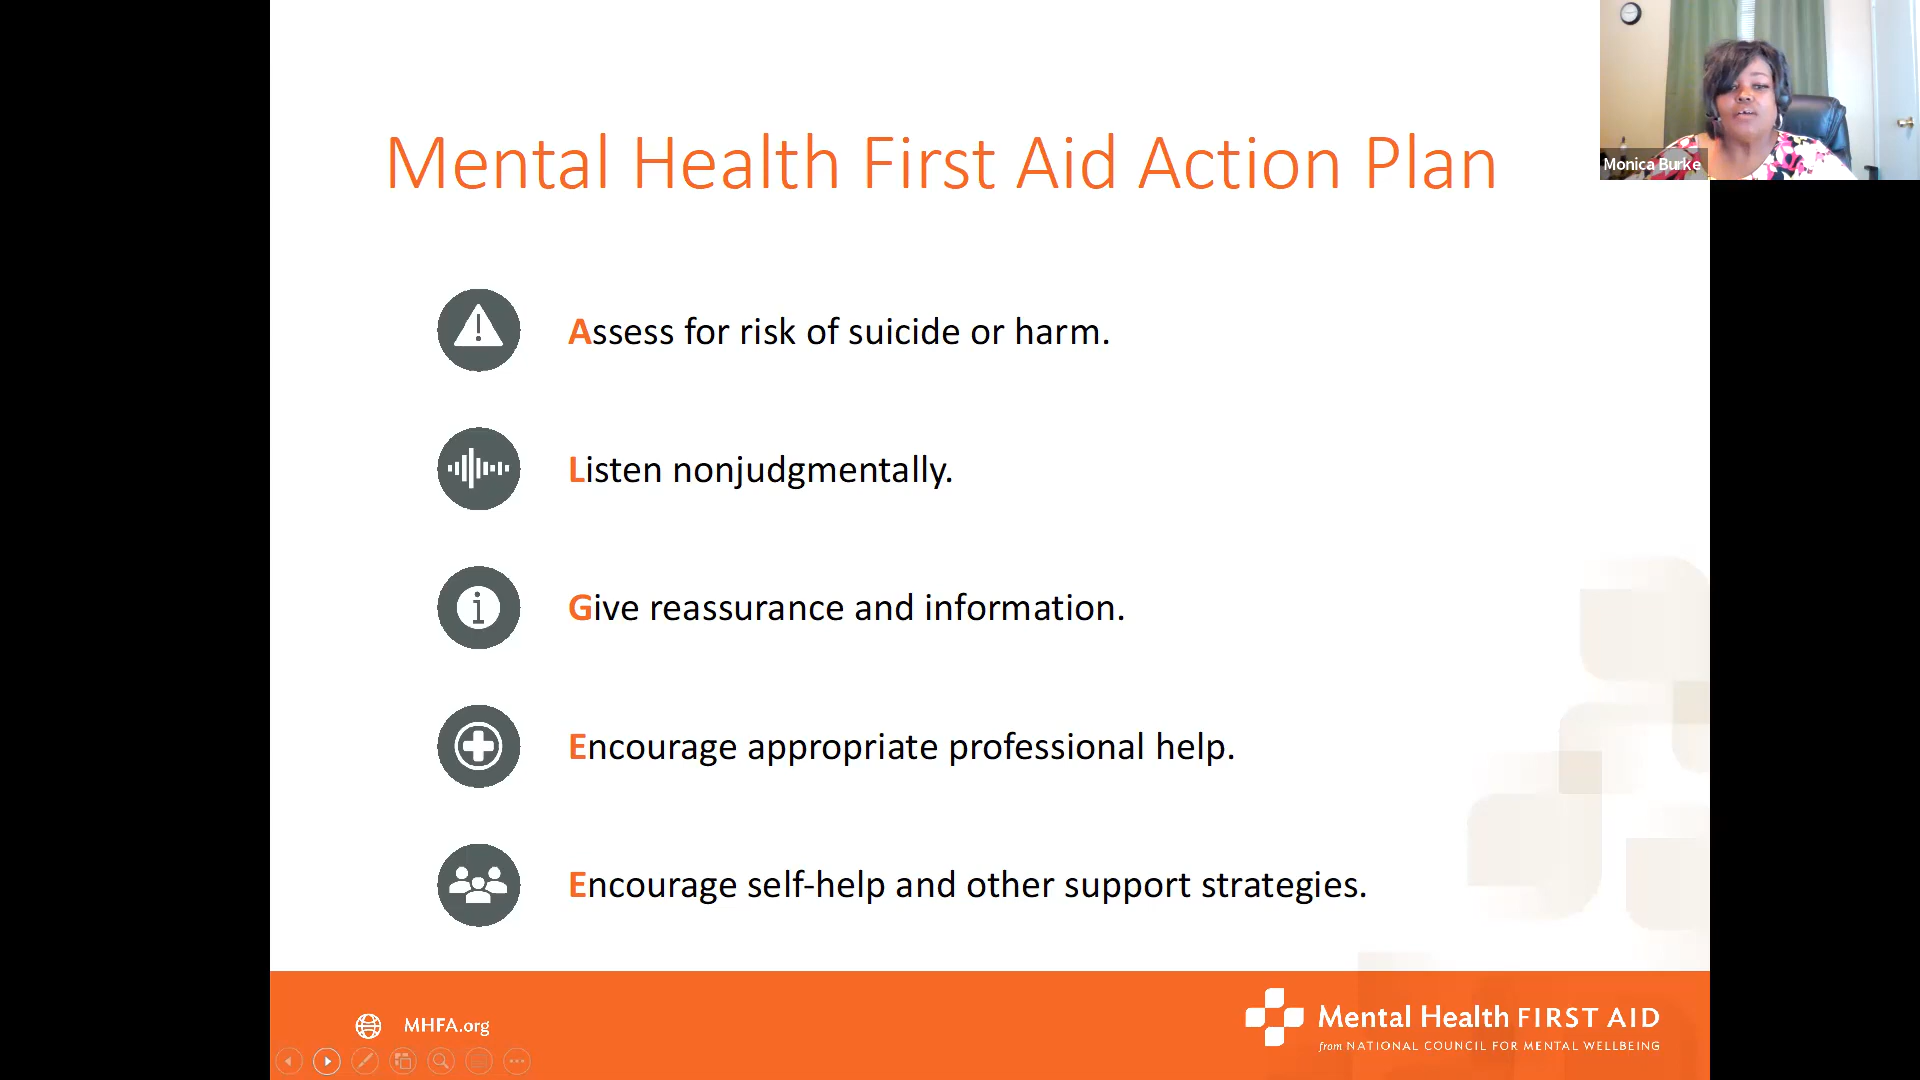 Mental Health First Aid Action Plan
Monica Burke
Assess for risk of suicide or harm.
Listen nonjudgmentally.
Give reassurance and information.
Encourage appropriate professional help.
Encourage self-help and other support strategies.
MHFA.org
Mental Health FIRST AID
from NATIONAL COUNCIL FOR MENTAL WELLBEING